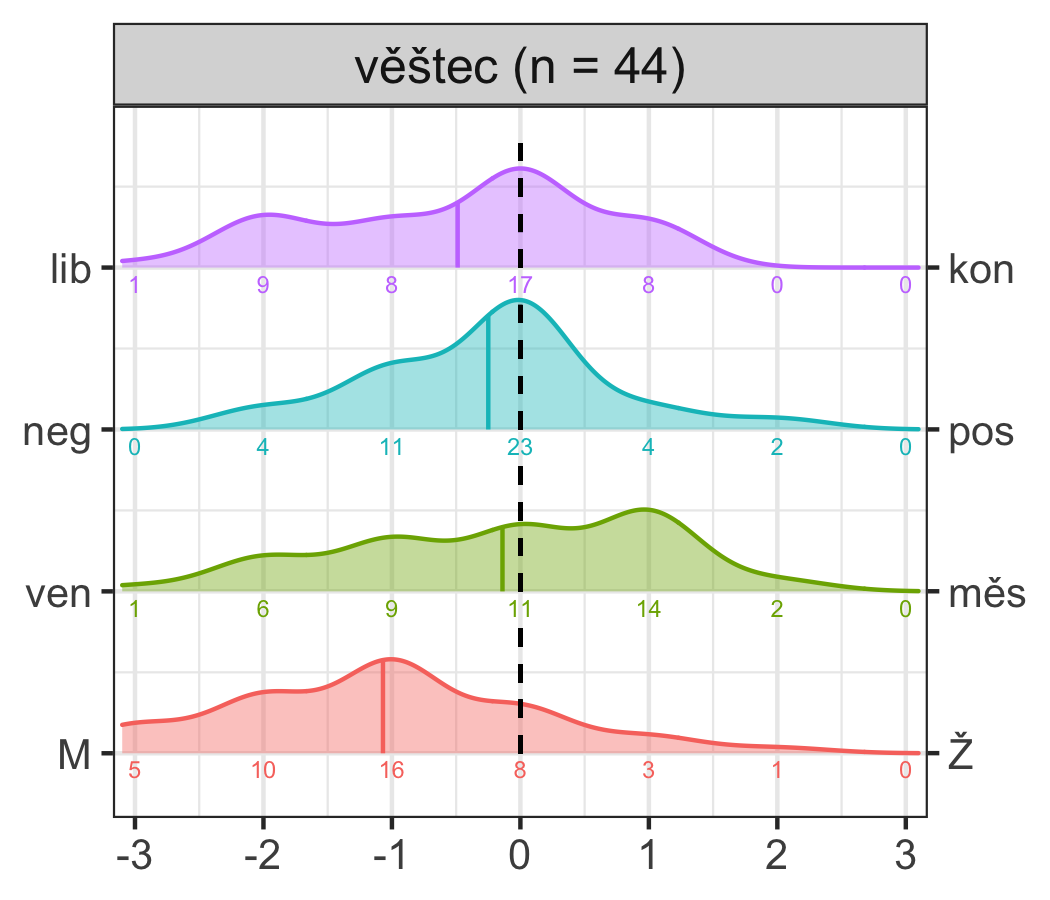 věštec (n = 44)
lib kon
1 9 8 17 8 0 0
neg pos
0 4 11 23 4 2 0
ven měs
1 6 9 11 14 2 0
M Ž
5 10 16 8 3 1 0
-3 -2 -1 0 1 2 3